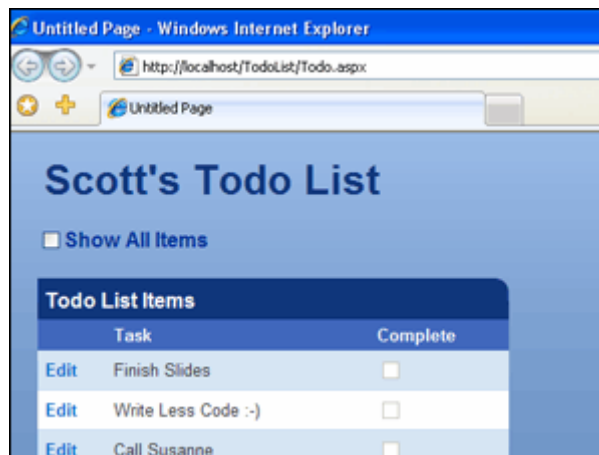 Untitled Page - Windows Internet Explorer
http://localhost/TodoList/Todo.aspx
Untitled Page
Scott's Todo List
Show All Items
Todo List Items
Task Complete
Edit Finish Slides
Edit Write Less Code :-)
Edit Call Susanne